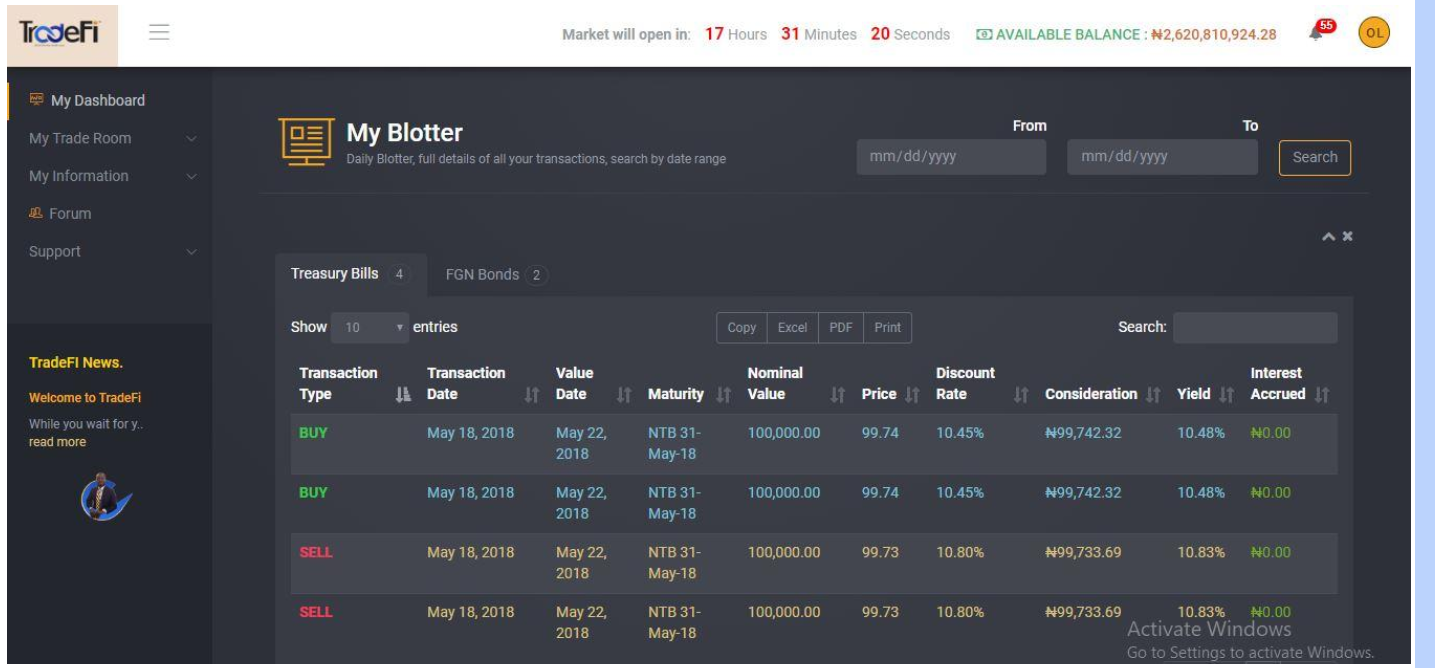 TradeFi
Market will open in: 17 Hours 31 Minutes 20 Seconds AVAILABLE BALANCE : ₦2,620,810,924.28 55 OL
My Dashboard
My Trade Room
My Information
Forum
Support
TradeFI News.
Welcome to TradeFi
While you wait for y..
read more
My Blotter
Daily Blotter, full details of all your transactions, search by date range
From To
mm/dd/yyyy mm/dd/yyyy Search
Treasury Bills 4 FGN Bonds 2
Show 10 entries Copy Excel PDF Print Search:
Transaction Transaction Value Nominal Discount Interest
Type Date Date Maturity Value Price Rate Consideration Yield Accrued
BUY May 18, 2018 May 22, NTB 31- 100,000.00 99.74 10.45% ₦99,742.32 10.48% ₦0.00
2018 May-18
BUY May 18, 2018 May 22, NTB 31- 100,000.00 99.74 10.45% ₦99,742.32 10.48% ₦0.00
2018 May-18
SELL May 18, 2018 May 22, NTB 31- 100,000.00 99.73 10.80% ₦99,733.69 10.83% ₦0.00
2018 May-18
SELL May 18, 2018 May 22, NTB 31- 100,000.00 99.73 10.80% ₦99,733.69 10.83% ₦0.00
2018 May-18
Activate Windows
Go to Settings to activate Windows.